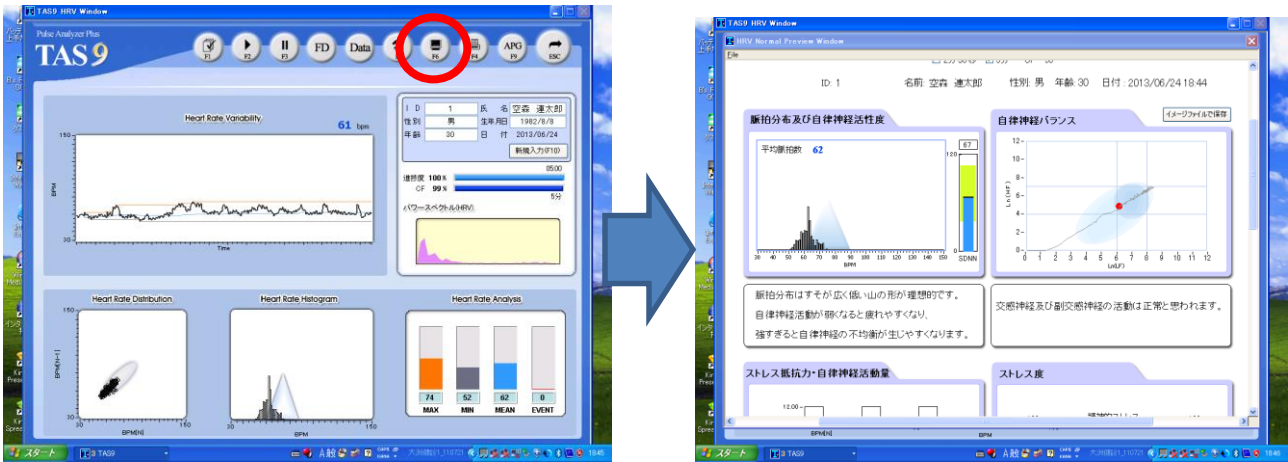 TAS9 HRV Window
Pulse Analyzer Plus
TAS 9
F1
F2
F3
FD
Data
F6
F4
APG
F9
ESC
Heart Rate Variability
61 bpm
150
BPM
30
Time
I D 1 氏 名 空森 連太郎
性別 男 生年月日 1982/8/8
年齢 30 日 付 2013/06/24
新規入力(F10)
05:00
進捗度 100 %
CF 99 %
5分
パワースペクトル(HRV)
Heart Rate Distribution
150
BPM[N-1]
30
30
150
BPM[N]
Heart Rate Histogram
30
150
BPM
Heart Rate Analysis
74 52 62 0
MAX MIN MEAN EVENT
スタート
TAS9
1846
TAS9 HRV Window
HRV Normal Preview Window
File
ID: 1 名前: 空森 連太郎 性別: 男 年齢: 30 日付 : 2013/06/24 18:44
脈拍分布及び自律神経活性度
平均脈拍数 62
67
120
0
SDNN
30 40 50 60 70 80 90 100 110 120 130 140 150
BPM
自律神経バランス
イメージファイルで保存
12
10
8
6
4
2
0
Ln(HF)
0 1 2 3 4 5 6 7 8 9 10 11 12
Ln(LF)
脈拍分布はすそが広く低い山の形が理想的です。
自律神経活動が弱くなると疲れやすくなり、
強すぎると自律神経の不均衡が生じやすくなります。
交感神経及び副交感神経の活動は正常と思われます。
ストレス抵抗力・自律神経活動量
12.00
ストレス度
BPM[N]
BPM
スタート
TAS9
1846